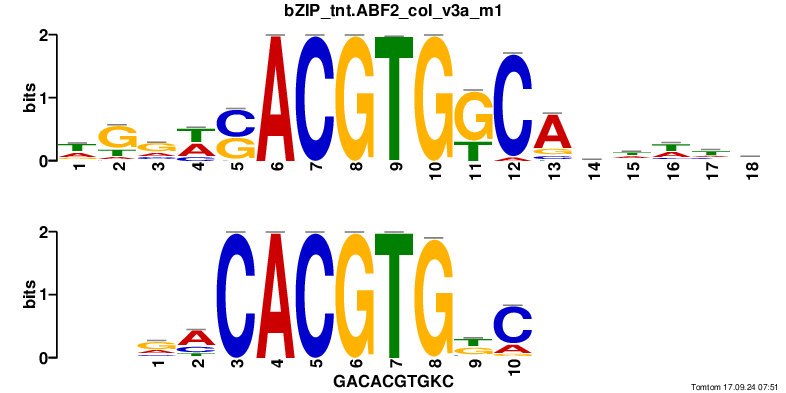 bZIP_tnt.ABF2_col_v3a_m1
2
bits
1
0
ACGTGGCA
1 2 3 4 5 6 7 8 9 10 11 12 13 14 15 16 17 18
2
bits
1
0
GACACGTGTC
1 2 3 4 5 6 7 8 9 10
GACACGTGKC
Tomtom 17.09.24 07:51